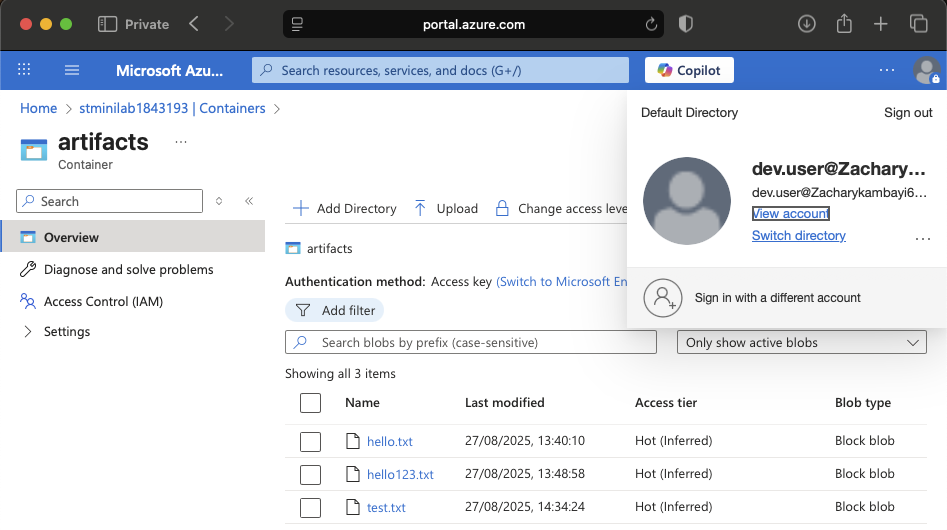 Private
portal.azure.com
Microsoft Azu...
Search resources, services, and docs (G+/)
Copilot
...
Home > stminilab1843193 | Containers >
Default Directory
Sign out
artifacts
...
Container
dev.user@Zachary...
dev.user@Zacharykambayi6...
View account
Switch directory
...
Sign in with a different account
Search
Overview
Diagnose and solve problems
Access Control (IAM)
Settings
Add Directory
Upload
Change access leve
artifacts
Authentication method: Access key (Switch to Microsoft En
Add filter
Search blobs by prefix (case-sensitive)
Only show active blobs
Showing all 3 items
Name Last modified Access tier Blob type
hello.txt 27/08/2025, 13:40:10 Hot (Inferred) Block blob
hello123.txt 27/08/2025, 13:48:58 Hot (Inferred) Block blob
test.txt 27/08/2025, 14:34:24 Hot (Inferred) Block blob